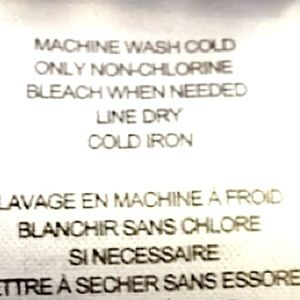 MACHINE WASH COLD
ONLY NON-CHLORINE
BLEACH WHEN NEEDED
LINE DRY
COLD IRON
LAVAGE EN MACHINE À FROID
BLANCHIR SANS CHLORE
SI NECESSAIRE
ETTRE À SECHER SANS ESSORE